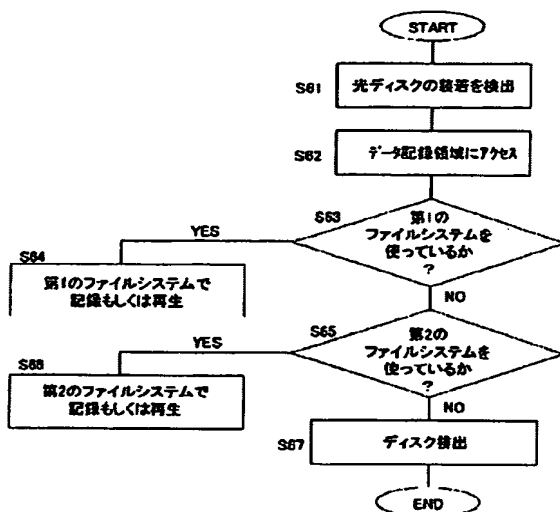 START
S61
光ディスクの装着を検出
S62
データ記録領域にアクセス
S63
第1の
ファイルシステムを
使っているか
?
YES
NO
S64
第1のファイルシステムで
記録もしくは再生
S65
第2の
ファイルシステムを
使っているか
?
YES
NO
S66
第2のファイルシステムで
記録もしくは再生
S67
ディスク検出
END